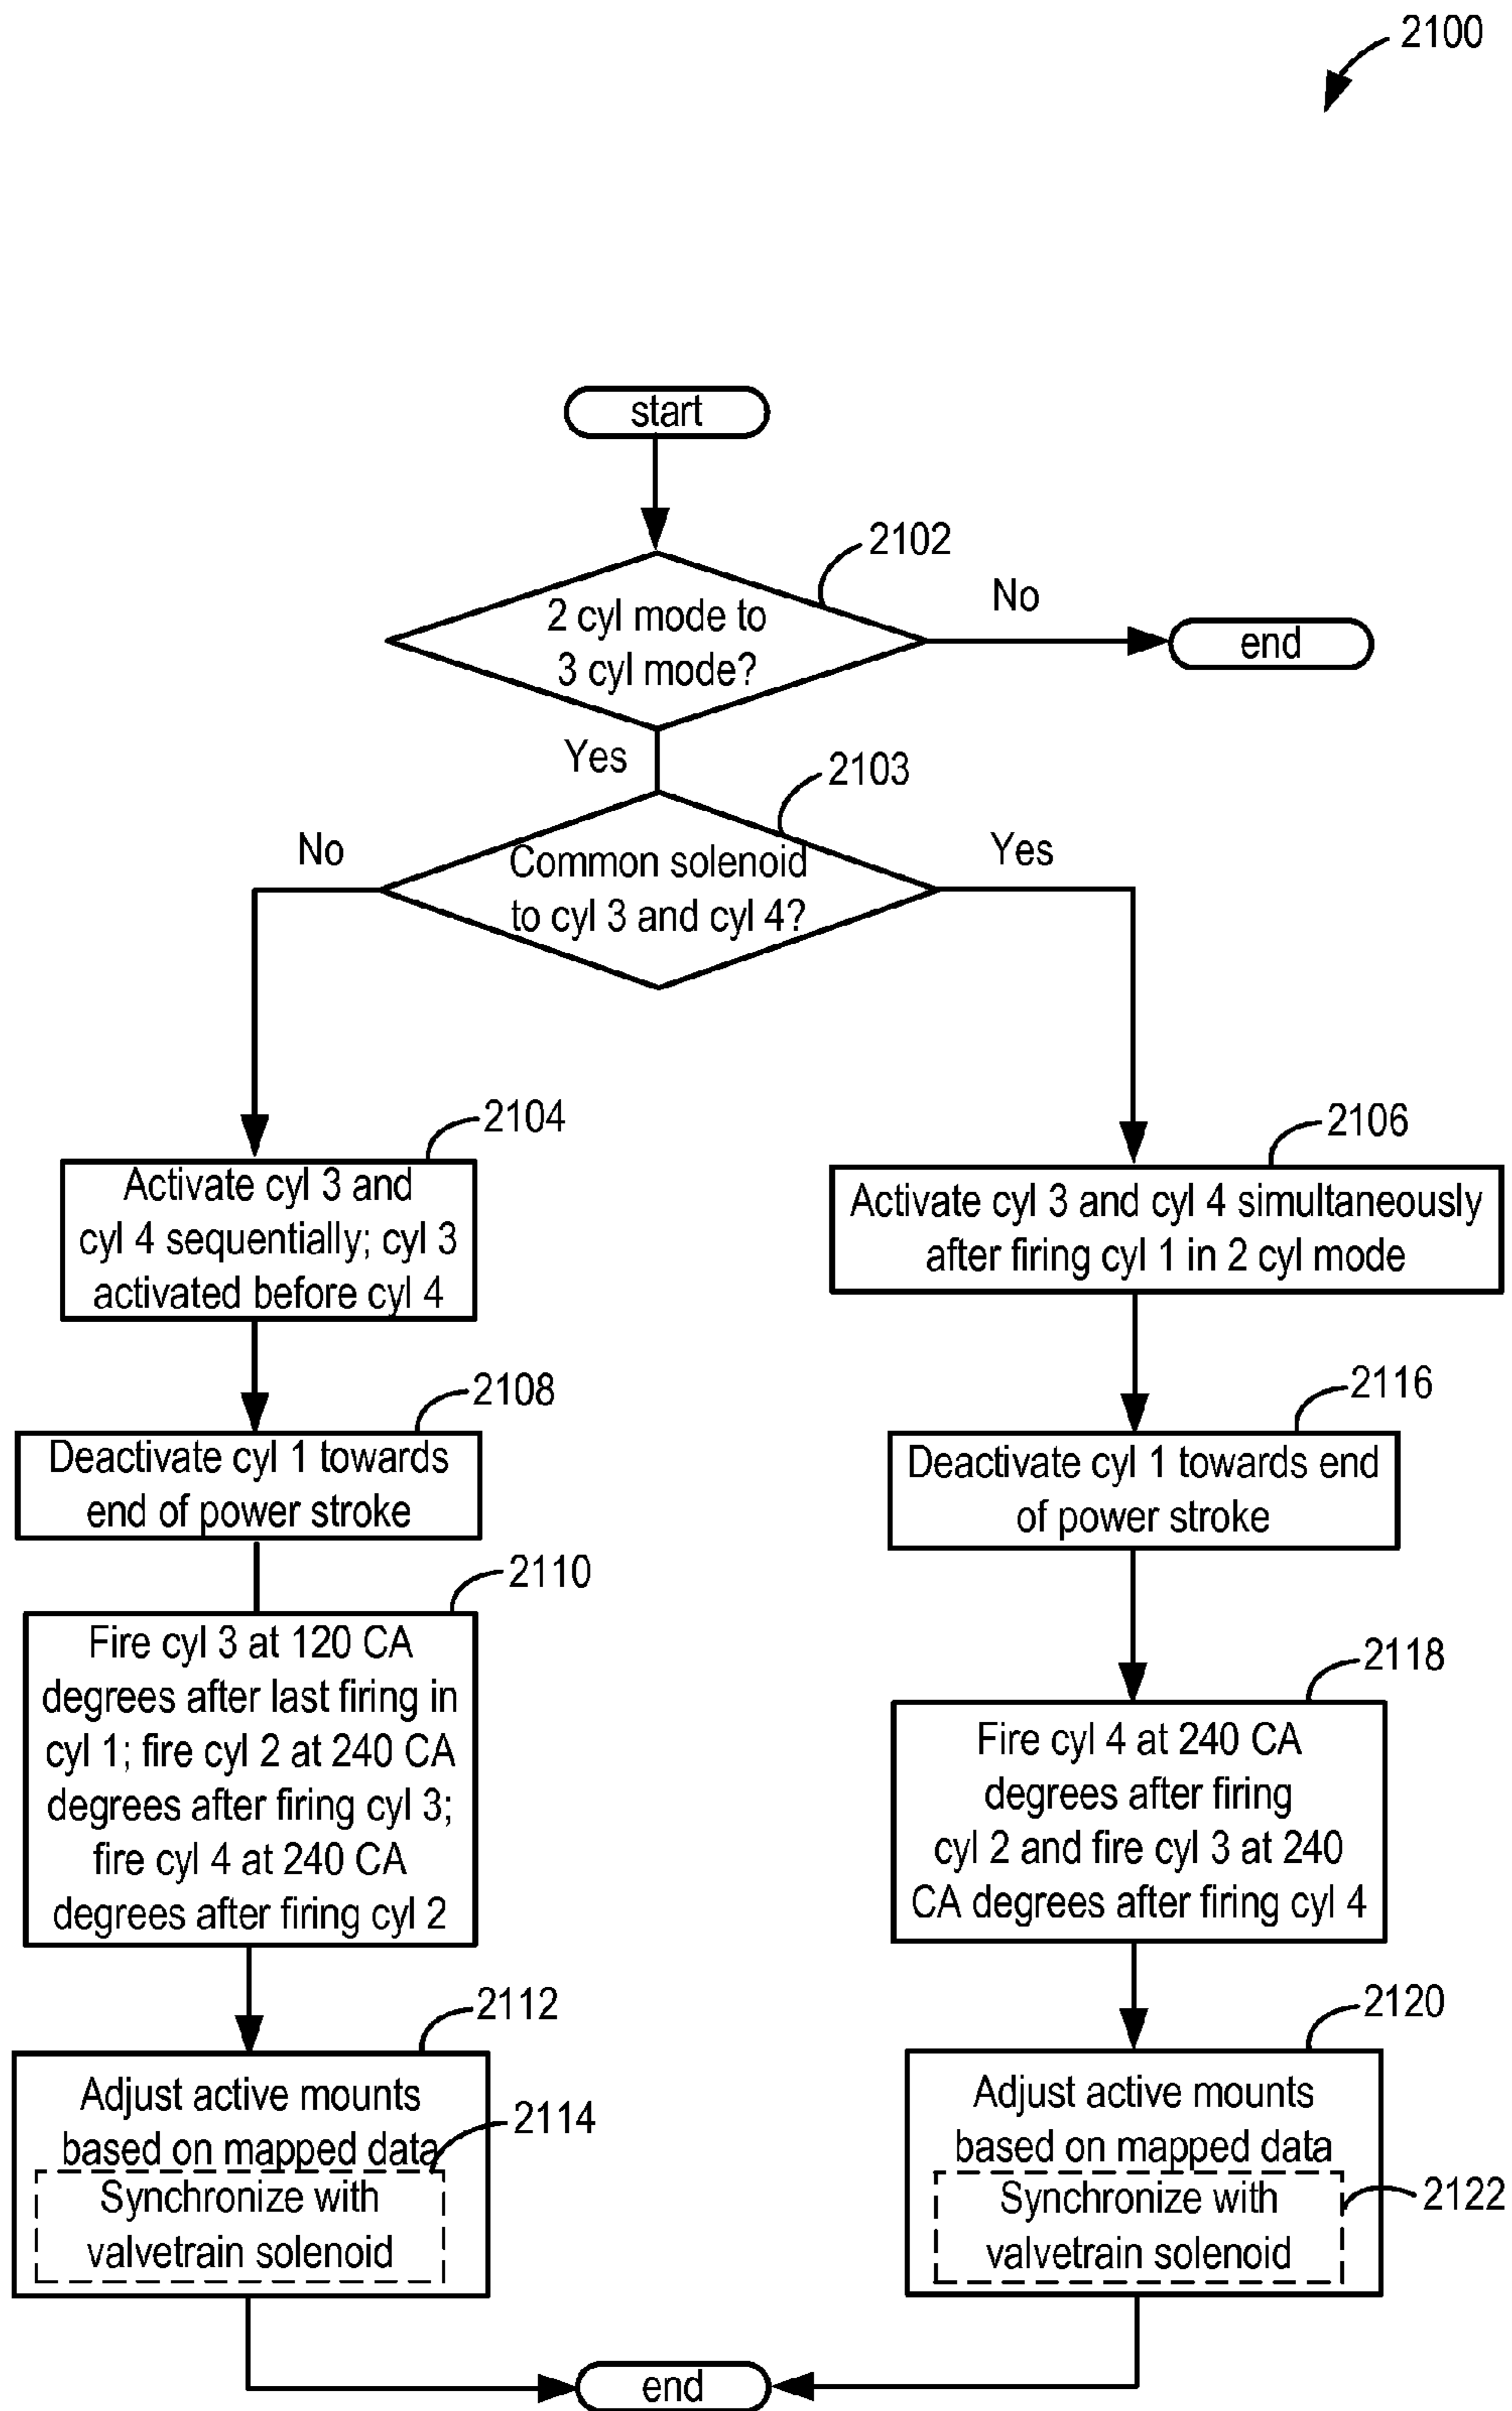 2100
start
2102
2 cyl mode to
3 cyl mode?
No
end
Yes
2103
Common solenoid
to cyl 3 and cyl 4?
No
Yes
2104
Activate cyl 3 and
cyl 4 sequentially; cyl 3
activated before cyl 4
2106
Activate cyl 3 and cyl 4 simultaneously
after firing cyl 1 in 2 cyl mode
2108
Deactivate cyl 1 towards
end of power stroke
2116
Deactivate cyl 1 towards end
of power stroke
2110
Fire cyl 3 at 120 CA
degrees after last firing in
cyl 1; fire cyl 2 at 240 CA
degrees after firing cyl 3;
fire cyl 4 at 240 CA
degrees after firing cyl 2
2118
Fire cyl 4 at 240 CA
degrees after firing
cyl 2 and fire cyl 3 at 240
CA degrees after firing cyl 4
2112
Adjust active mounts
based on mapped data
2114
Synchronize with
valvetrain solenoid
2120
Adjust active mounts
based on mapped data
Synchronize with
valvetrain solenoid
2122
end